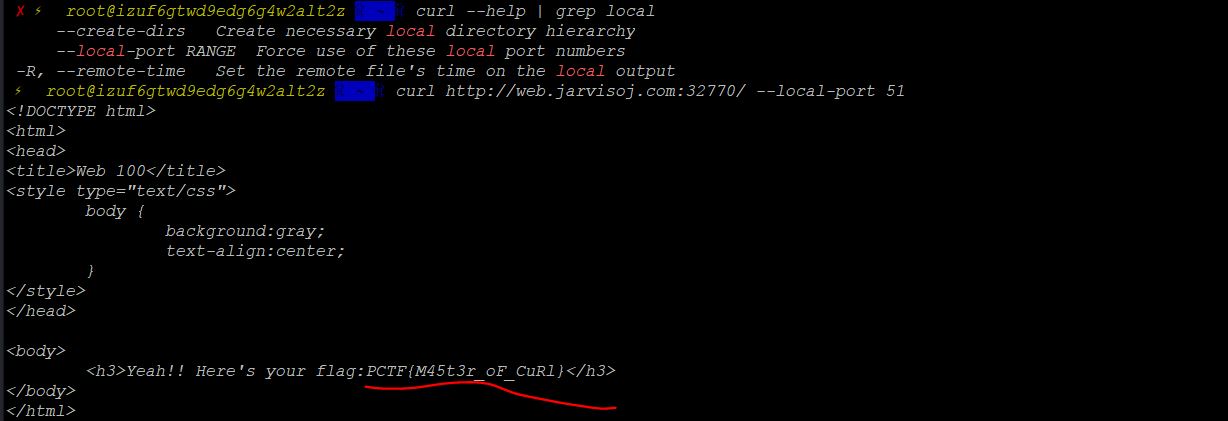 ✗ ⚡ root@izuf6gtwd9edg6g4w2alt2z ~ curl --help | grep local
--create-dirs Create necessary local directory hierarchy
--local-port RANGE Force use of these local port numbers
-R, --remote-time Set the remote file's time on the local output
⚡ root@izuf6gtwd9edg6g4w2alt2z ~ curl http://web.jarvisoj.com:32770/ --local-port 51
<!DOCTYPE html>
<html>
<head>
<title>Web 100</title>
<style type="text/css">
body {
background:gray;
text-align:center;
}
</style>
</head>
<body>
<h3>Yeah!! Here's your flag:PCTF{M45t3r_oF_CuRl}</h3>
</body>
</html>